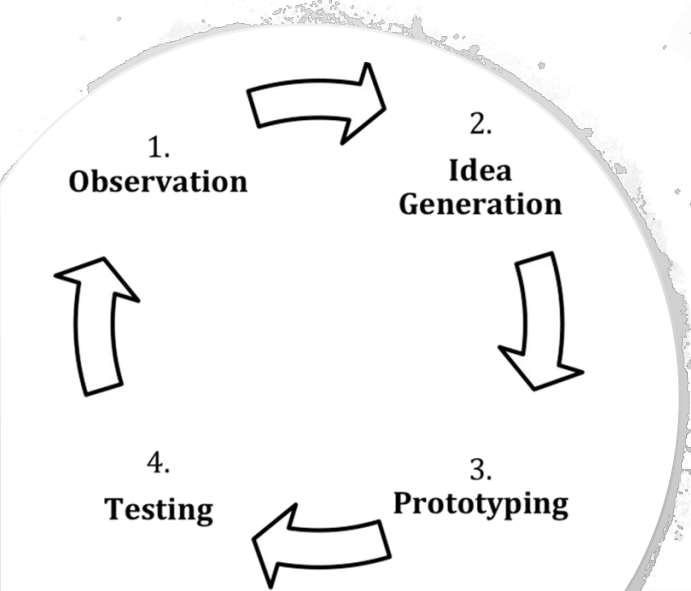 1.
Observation
2.
Idea
Generation
3.
Prototyping
4.
Testing